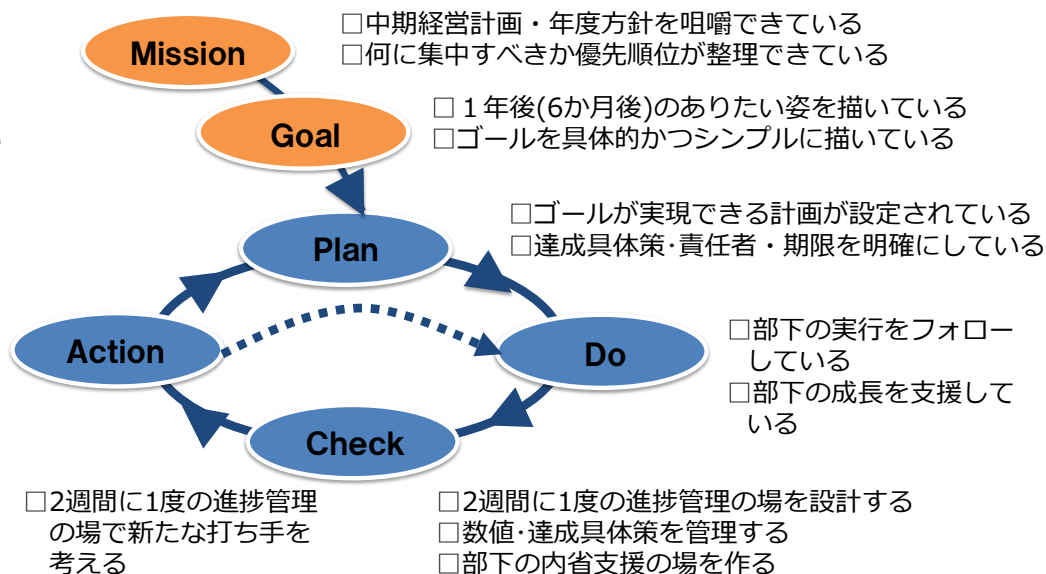 Mission
□中期経営計画・年度方針を咀嚼できている
□何に集中すべきか優先順位が整理できている
Goal
□１年後(6か月後)のありたい姿を描いている
□ゴールを具体的かつシンプルに描いている
Plan
□ゴールが実現できる計画が設定されている
□達成具体策･責任者・期限を明確にしている
Action
Do
□部下の実行をフォロー
している
□部下の成長を支援して
いる
Check
□2週間に1度の進捗管理
の場で新たな打ち手を
考える
□2週間に1度の進捗管理の場を設計する
□数値･達成具体策を管理する
□部下の内省支援の場を作る